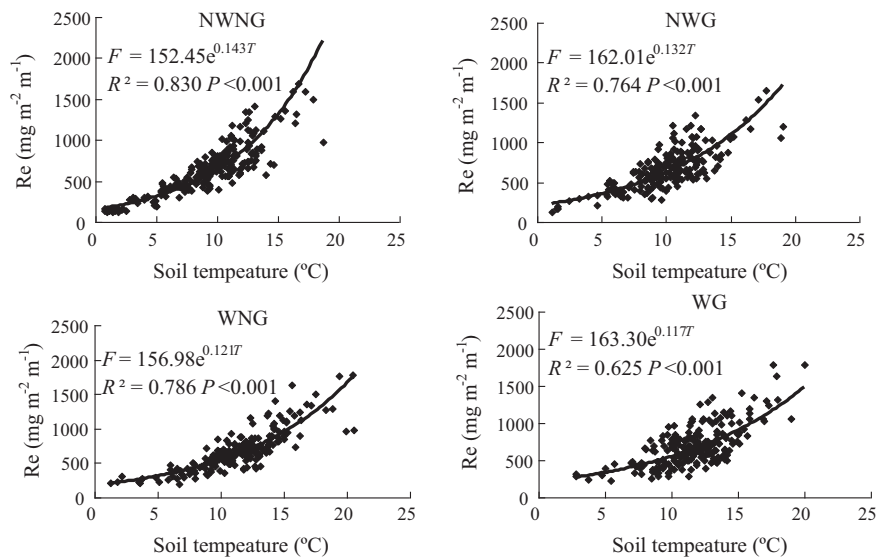 NWNG
2500
2000
1500
1000
500
0
F = 152.45e^0.143T
R² = 0.830 P<0.001
Re (mg m⁻² m⁻¹)
0 5 10 15 20 25
Soil tempeature (ºC)
NWG
2500
2000
1500
1000
500
0
F = 162.01e^0.132T
R² = 0.764 P<0.001
Re (mg m⁻² m⁻¹)
0 5 10 15 20 25
Soil tempeature (ºC)
WNG
2500
2000
1500
1000
500
0
F = 156.98e^0.121T
R² = 0.786 P<0.001
Re (mg m⁻² m⁻¹)
0 5 10 15 20 25
Soil tempeature (ºC)
WG
2500
2000
1500
1000
500
0
F = 163.30e^0.117T
R² = 0.625 P<0.001
Re (mg m⁻² m⁻¹)
0 5 10 15 20 25
Soil tempeature (ºC)